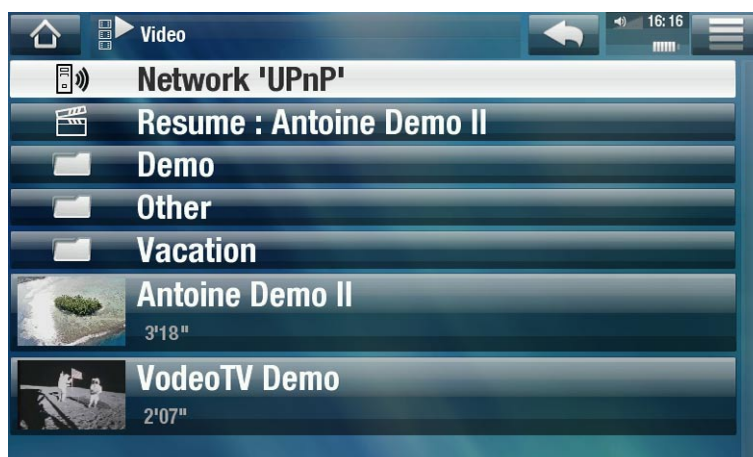 Video
16:16
Network 'UPnP'
Resume : Antoine Demo II
Demo
Other
Vacation
Antoine Demo II
3'18"
VodeoTV Demo
2'07"